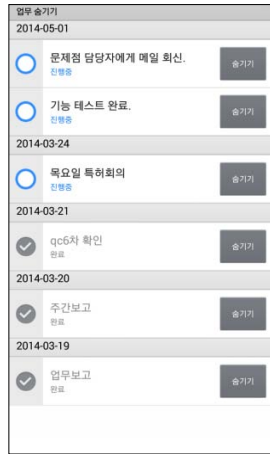 업무 숨기기
2014-05-01
문제점 담당자에게 메일 회신.
진행중
숨기기
기능 테스트 완료.
진행중
숨기기
2014-03-24
목요일 특허회의
진행중
숨기기
2014-03-21
qc6차 확인
완료
숨기기
2014-03-20
주간보고
완료
숨기기
2014-03-19
업무보고
완료
숨기기